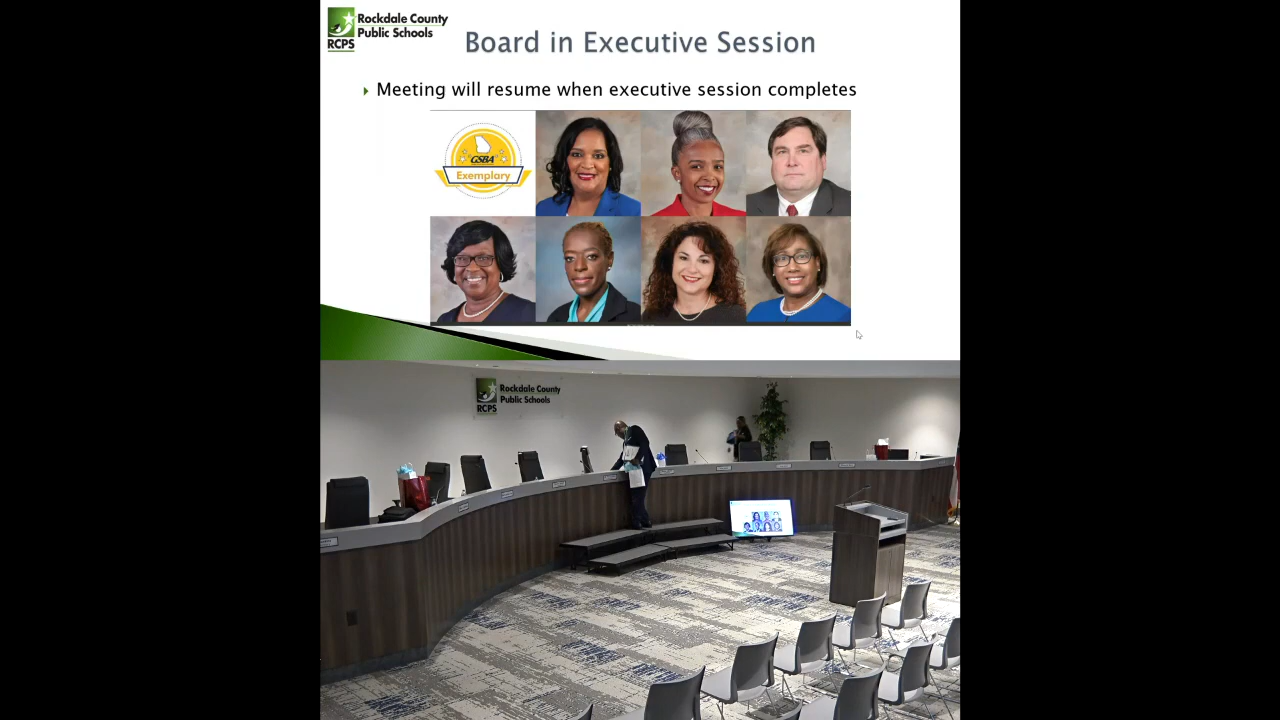 Rockdale County
Public Schools
RCPS
Board in Executive Session
Meeting will resume when executive session completes
GSBA
Exemplary
Rockdale County
Public Schools
RCPS